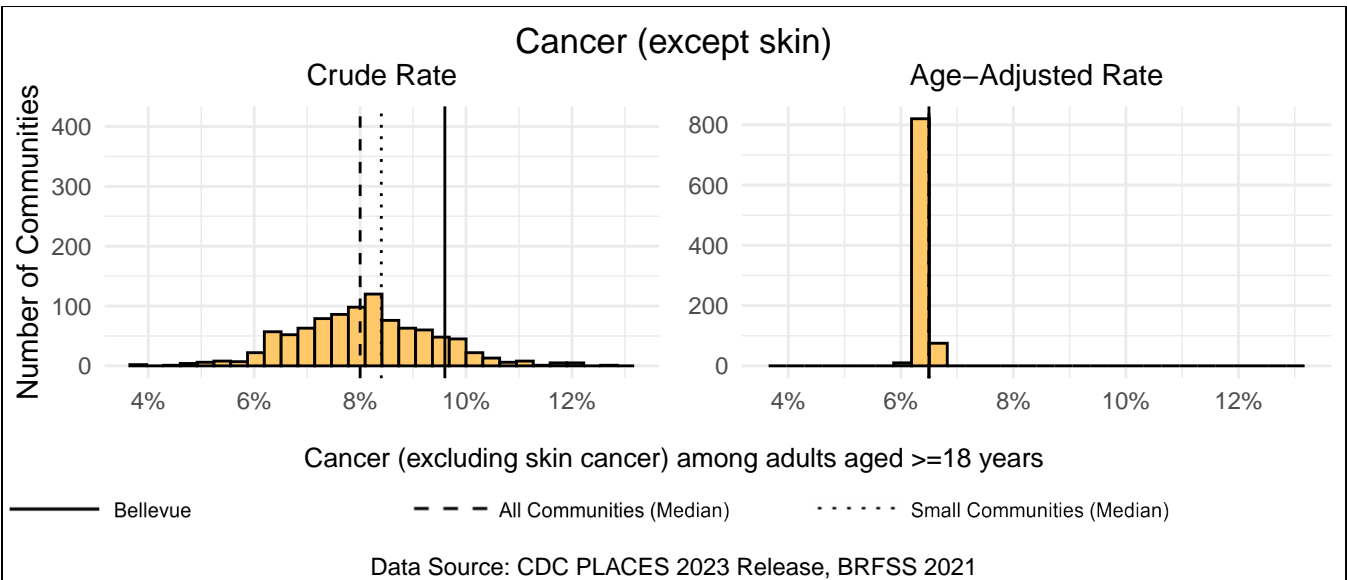 Cancer (except skin)
Crude Rate
Age−Adjusted Rate
Number of Communities
400
300
200
100
0
4%
6%
8%
10%
12%
800
600
400
200
0
4%
6%
8%
10%
12%
Cancer (excluding skin cancer) among adults aged >=18 years
Bellevue
All Communities (Median)
Small Communities (Median)
Data Source: CDC PLACES 2023 Release, BRFSS 2021